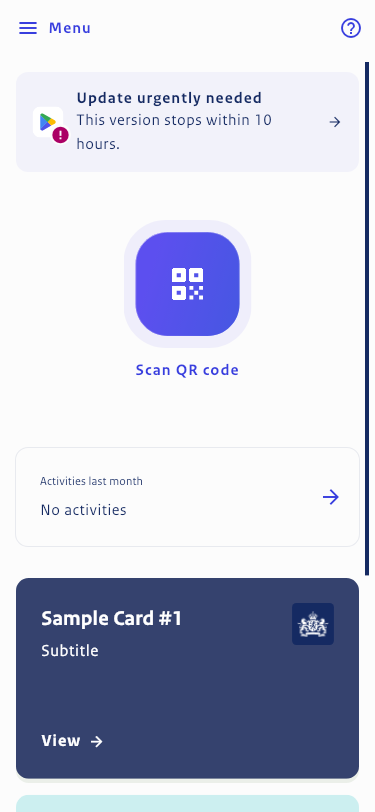 Menu
Update urgently needed
This version stops within 10
hours.
Scan QR code
Activities last month
No activities
Sample Card #1
Subtitle
View